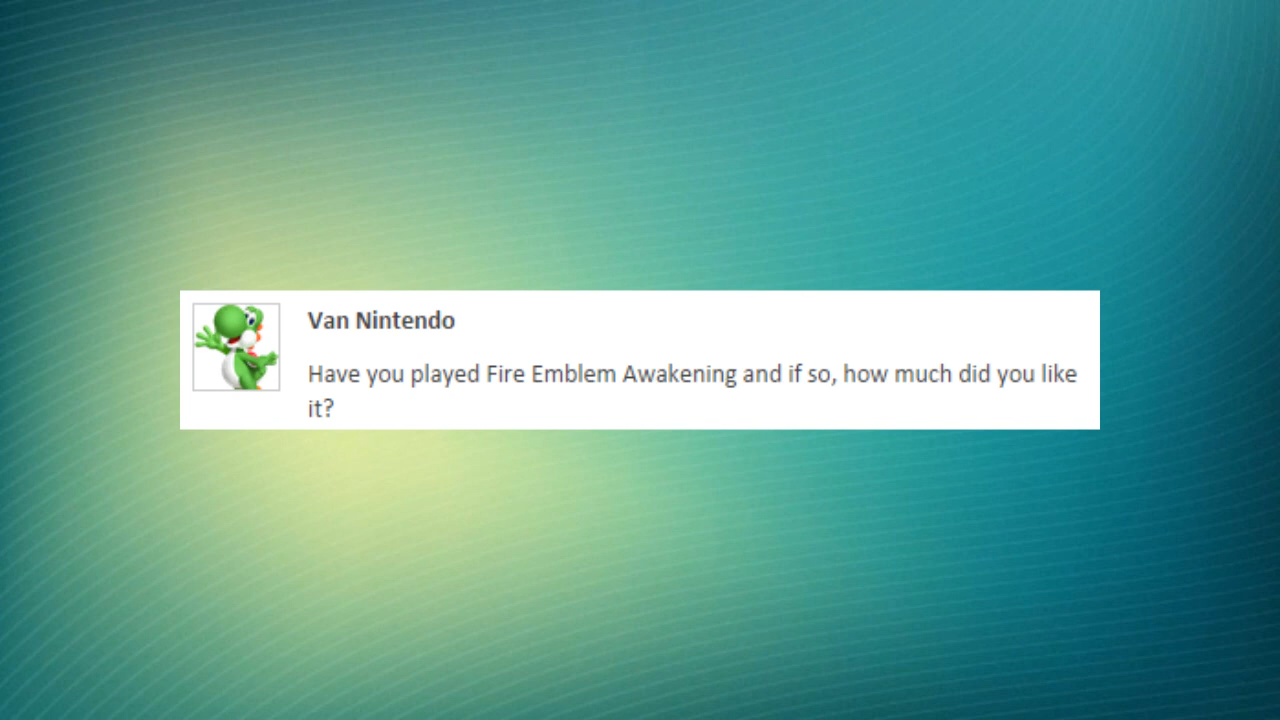 Van Nintendo
Have you played Fire Emblem Awakening and if so, how much did you like
it?